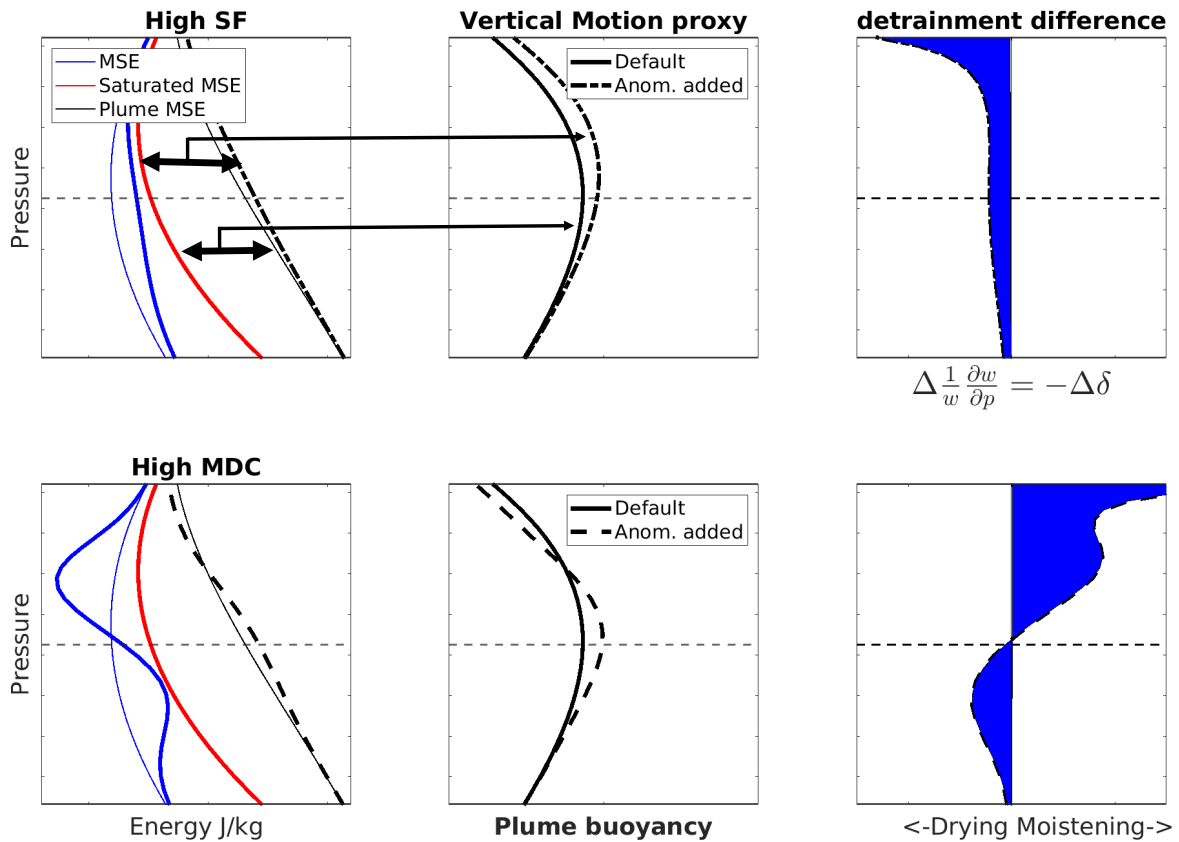 High SF
Vertical Motion proxy
detrainment difference
MSE
Saturated MSE
Plume MSE
Default
Anom. added
Pressure
Δ 1/w ∂w/∂p = −Δδ
High MDC
Default
Anom. added
Pressure
Energy J/kg
Plume buoyancy
<-Drying Moistening->